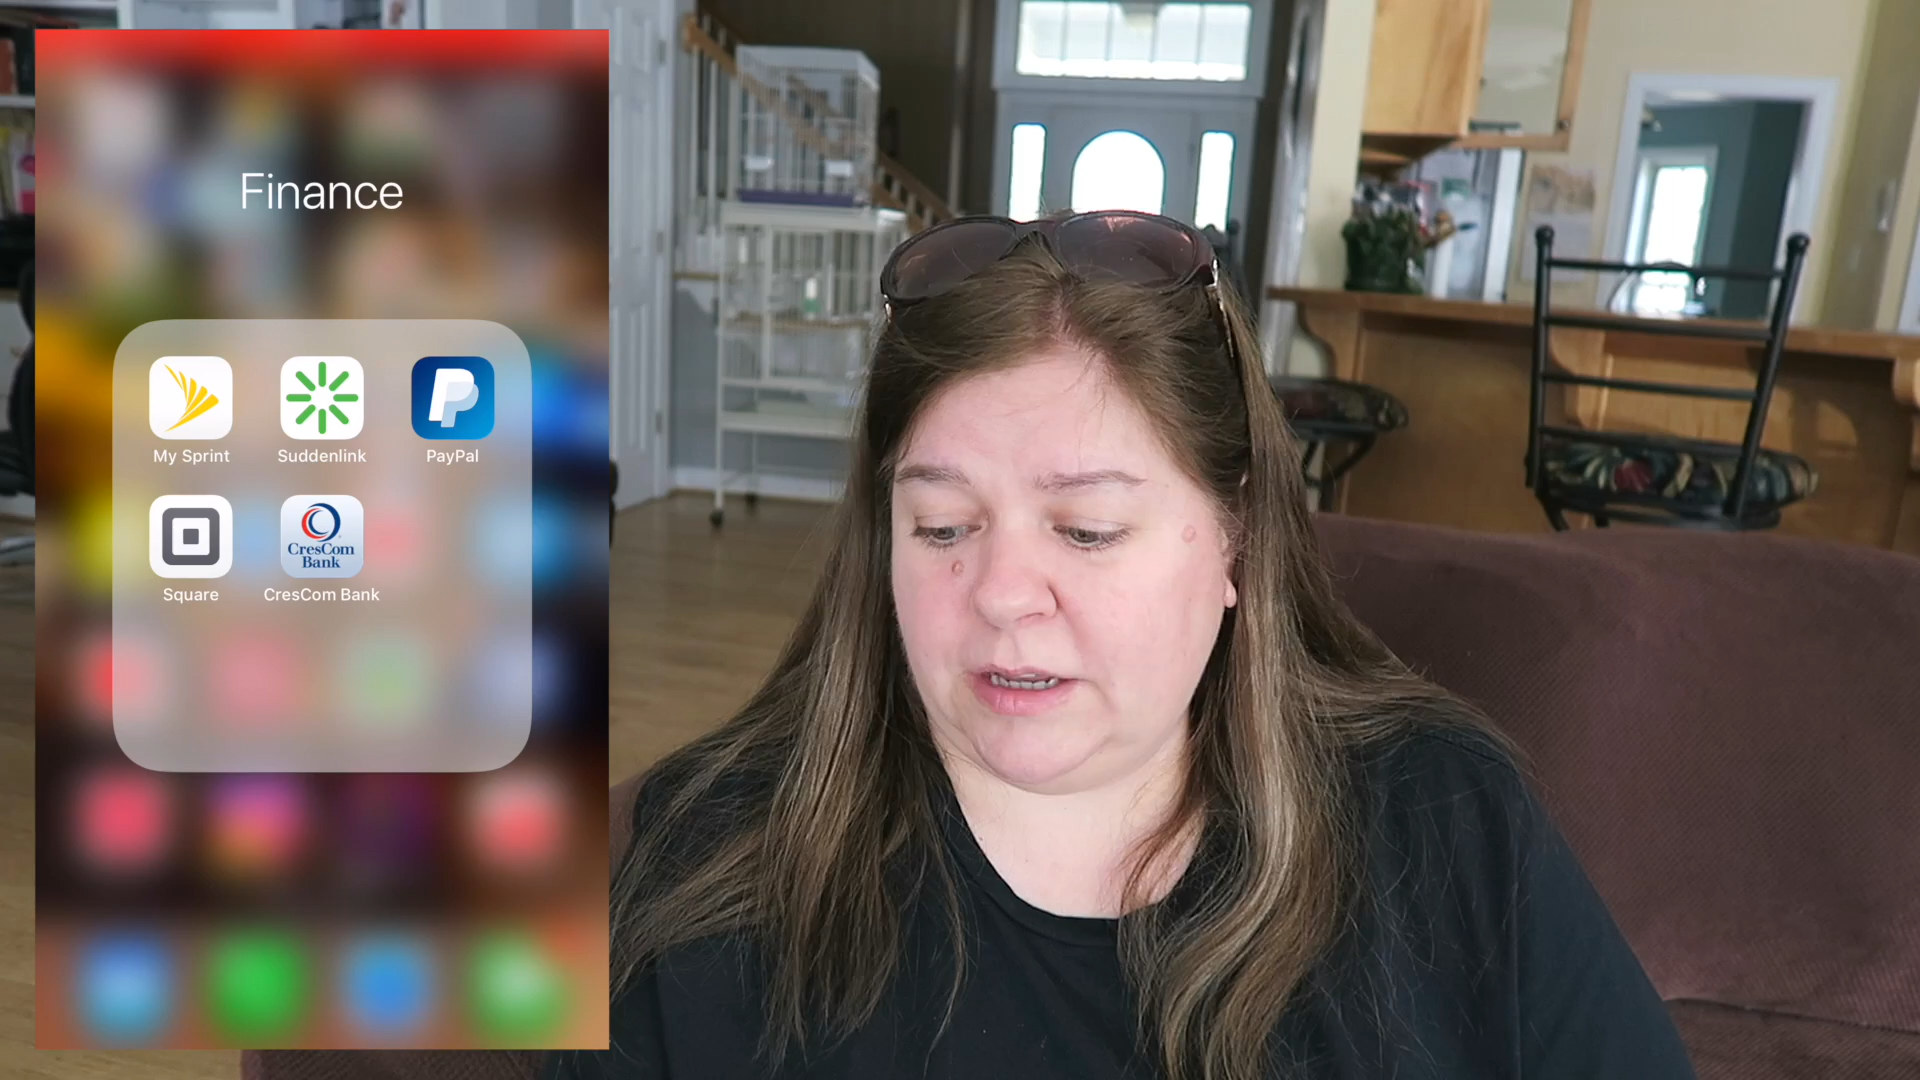 Finance
My Sprint
Suddenlink
PayPal
CresCom
Bank
Square
CresCom Bank